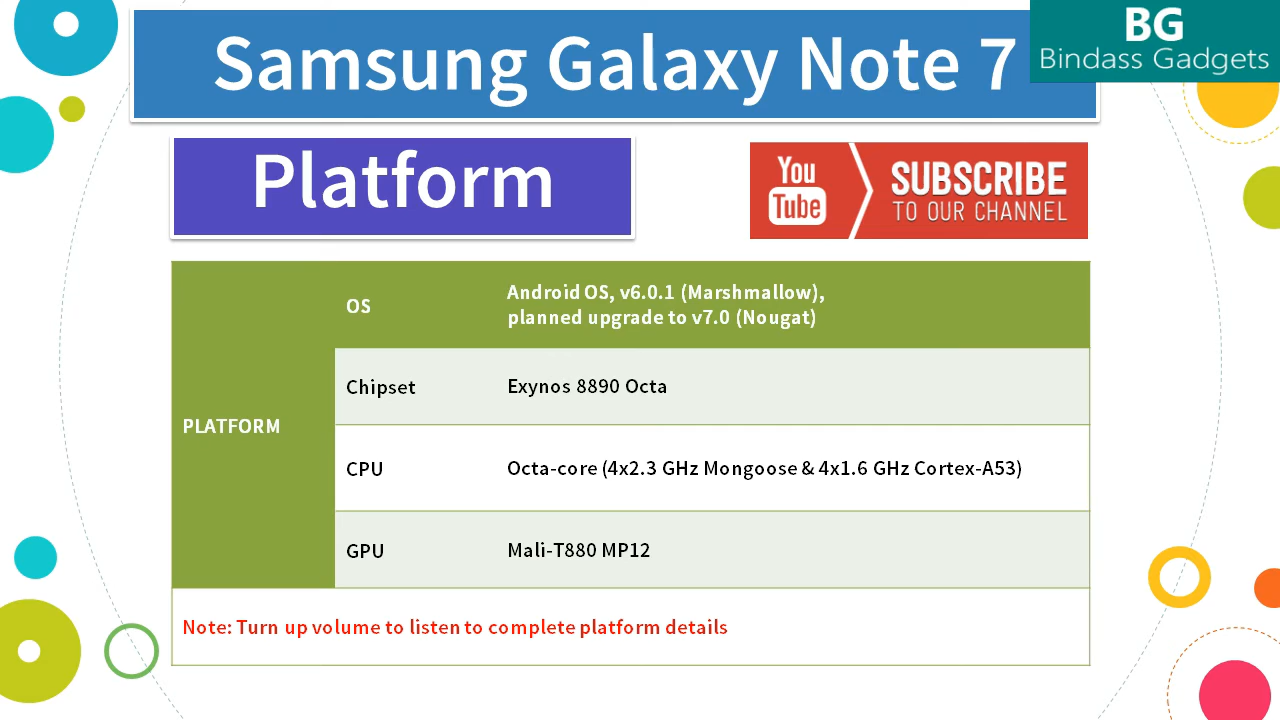 Samsung Galaxy Note 7
BG
Bindass Gadgets
Platform
You
Tube
SUBSCRIBE
TO OUR CHANNEL
PLATFORM
OS
Android OS, v6.0.1 (Marshmallow),
planned upgrade to v7.0 (Nougat)
Chipset
Exynos 8890 Octa
CPU
Octa-core (4x2.3 GHz Mongoose & 4x1.6 GHz Cortex-A53)
GPU
Mali-T880 MP12
Note: Turn up volume to listen to complete platform details